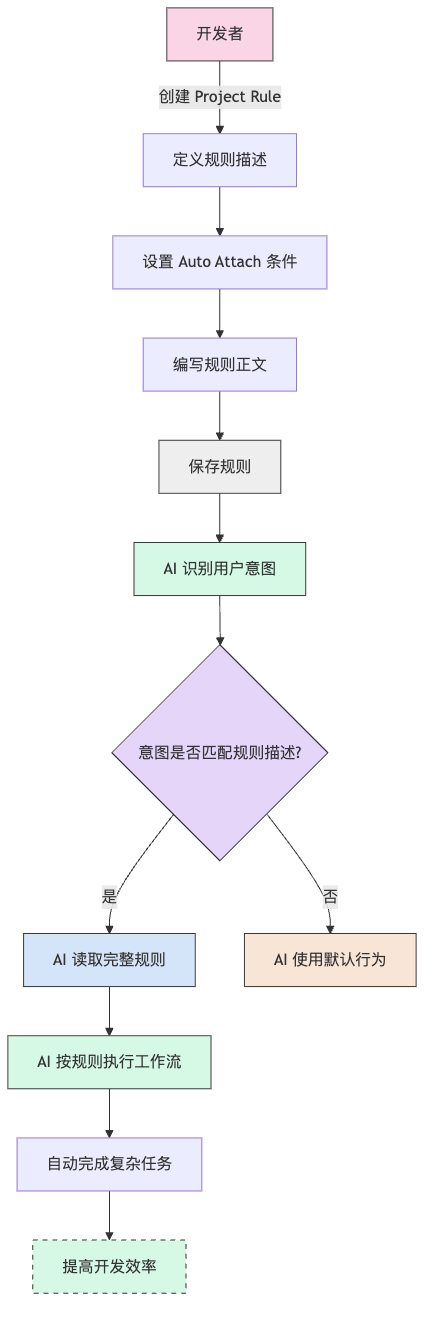 开发者
创建 Project Rule
定义规则描述
设置 Auto Attach 条件
编写规则正文
保存规则
AI 识别用户意图
意图是否匹配规则描述?
是
否
AI 读取完整规则
AI 使用默认行为
AI 按规则执行工作流
自动完成复杂任务
提高开发效率